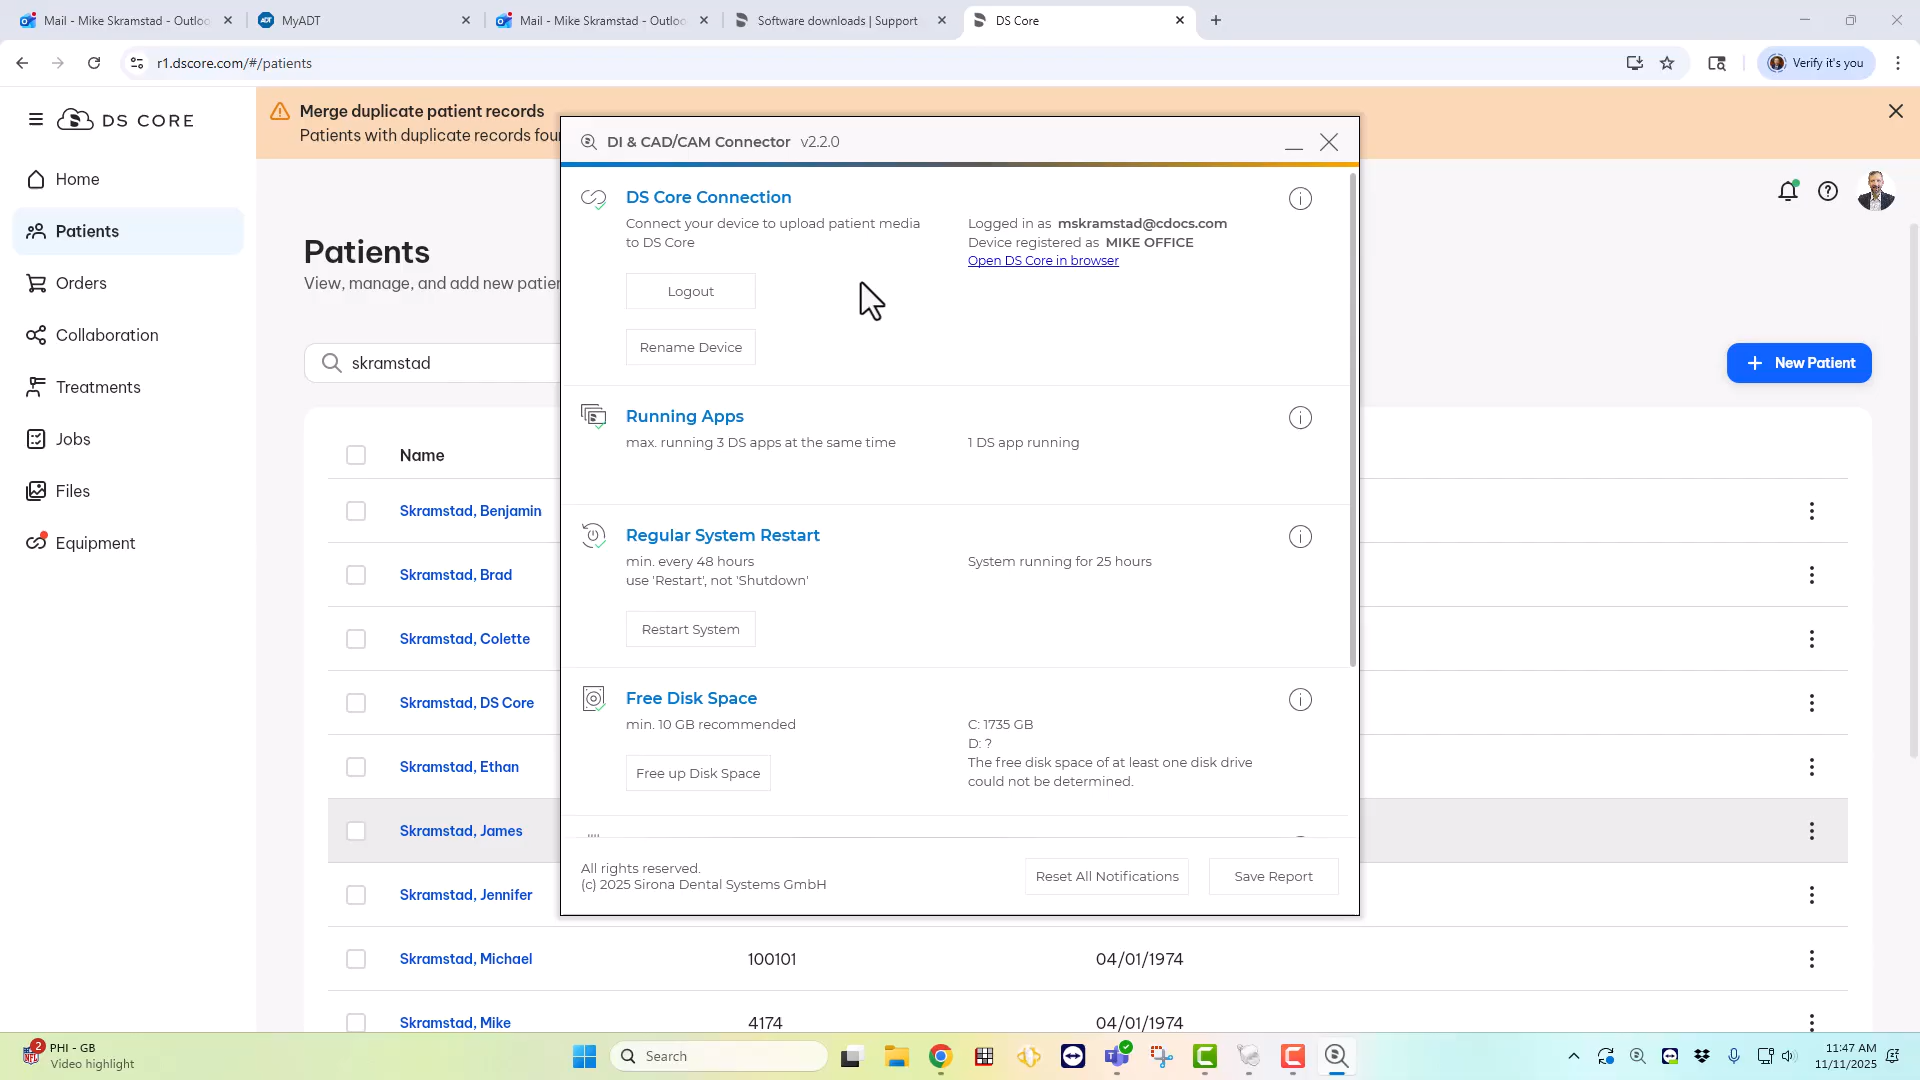 Mail - Mike Skramstad - Outloo
MyADT
Mail - Mike Skramstad - Outloo
Software downloads | Support
DS Core
r1.dscore.com/#/patients
Verify it's you
DS CORE
Merge duplicate patient records
Patients with duplicate records fou
Home
Patients
Orders
Collaboration
Treatments
Jobs
Files
Equipment
Patients
View, manage, and add new patien
skramstad
New Patient
Name
Skramstad, Benjamin
Skramstad, Brad
Skramstad, Colette
Skramstad, DS Core
Skramstad, Ethan
Skramstad, James
Skramstad, Jennifer
Skramstad, Michael 100101 04/01/1974
Skramstad, Mike 4174 04/01/1974
DI & CAD/CAM Connector v2.2.0
DS Core Connection
Connect your device to upload patient media
to DS Core
Logged in as mskramstad@cdocs.com
Device registered as MIKE OFFICE
Open DS Core in browser
Logout
Rename Device
Running Apps
max. running 3 DS apps at the same time
1 DS app running
Regular System Restart
min. every 48 hours
use 'Restart', not 'Shutdown'
System running for 25 hours
Restart System
Free Disk Space
min. 10 GB recommended
C: 1735 GB
D: ?
The free disk space of at least one disk drive
could not be determined.
Free up Disk Space
All rights reserved.
(c) 2025 Sirona Dental Systems GmbH
Reset All Notifications
Save Report
2
PHI - GB
Video highlight
Search
11:47 AM
11/11/2025